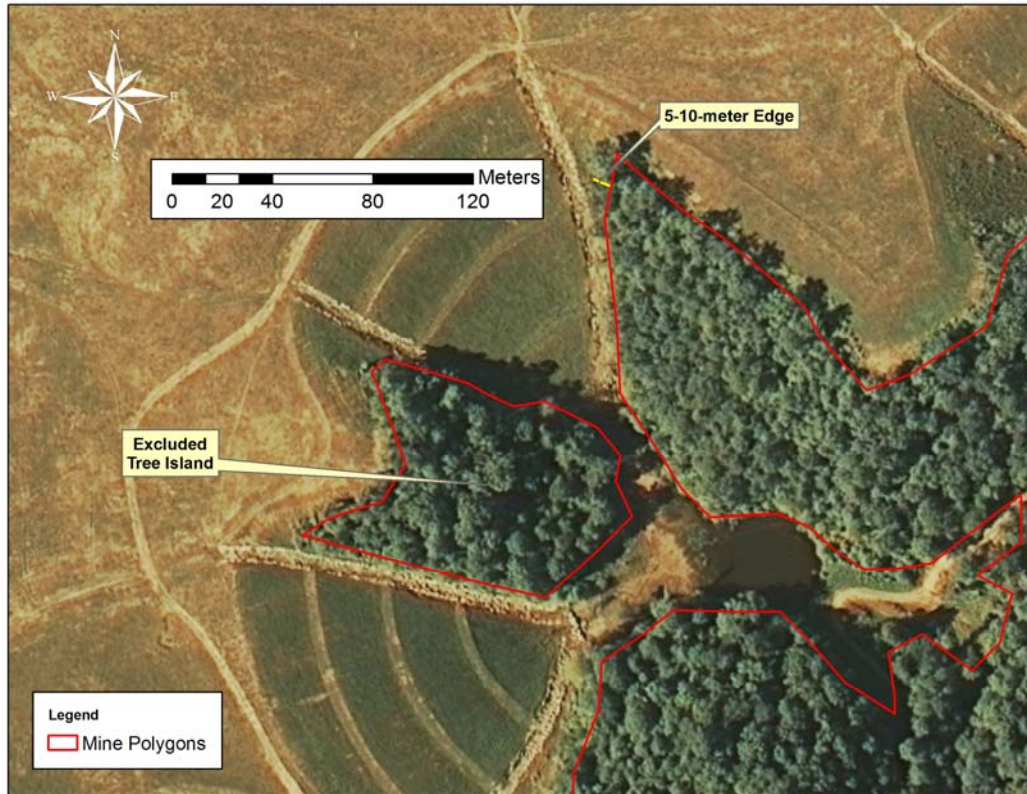 N
W E
S
5-10-meter Edge
Meters
0 20 40 80 120
Excluded
Tree Island
Legend
Mine Polygons